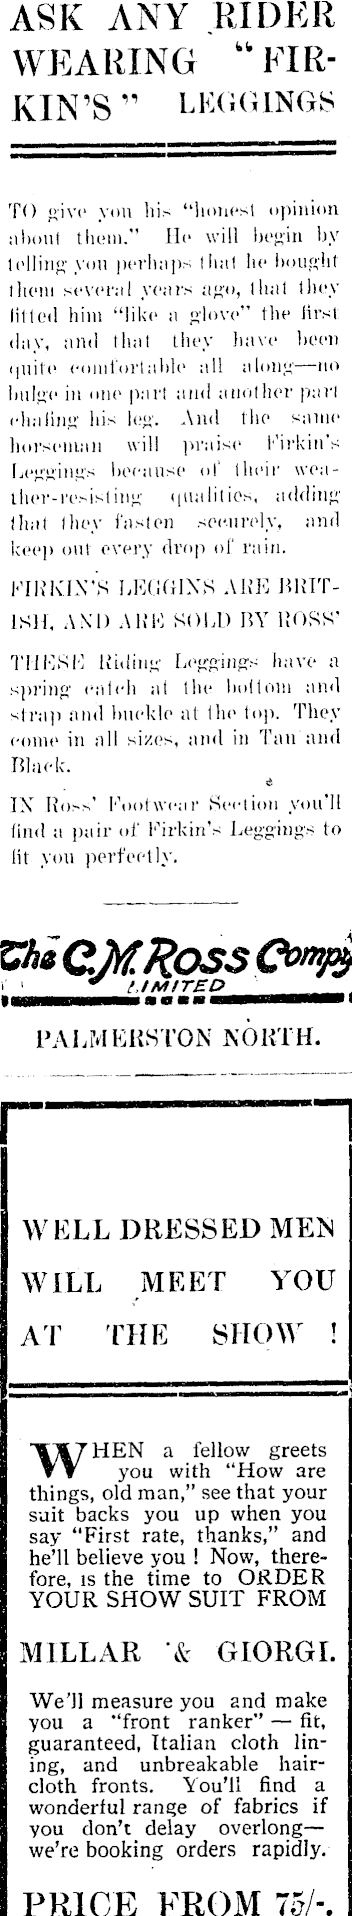 ASK ANY RIDER
WEARING "FIR-
KIN'S" LEGGINGS
TO give you his "honest opinion
about them." He will begin by
telling you perhaps that he bought
them several years ago, that they
fitted him "like a glove" the first
day, and that they have been
quite comfortable all along—no
bulge in one part and another part
chafing his leg. And the same
horseman will praise Firkin's
Leggings because of their wea-
ther-resisting qualities, adding
that they fasten securely, and
keep out every drop of rain.
FIRKIN'S LEGGINS ARE BRIT-
ISH, AND ARE SOLD BY ROSS'
THESE Riding Leggings have a
spring catch at the bottom and
strap and buckle at the top. They
come in all sizes, and in Tan and
Black.
IN Ross' Footwear Section you'll
find a pair of Firkin's Leggings to
fit you perfectly.
The C.M. Ross Compy
LIMITED
PALMERSTON NORTH.
WELL DRESSED MEN
WILL MEET YOU
AT THE SHOW !
WHEN a fellow greets
you with "How are
things, old man," see that your
suit backs you up when you
say "First rate, thanks," and
he'll believe you ! Now, there-
fore, is the time to ORDER
YOUR SHOW SUIT FROM
MILLAR & GIORGI.
We'll measure you and make
you a "front ranker" — fit,
guaranteed, Italian cloth lin-
ing, and unbreakable hair-
cloth fronts. You'll find a
wonderful range of fabrics if
you don't delay overlong—
we're booking orders rapidly.
PRICE FROM 75/-.